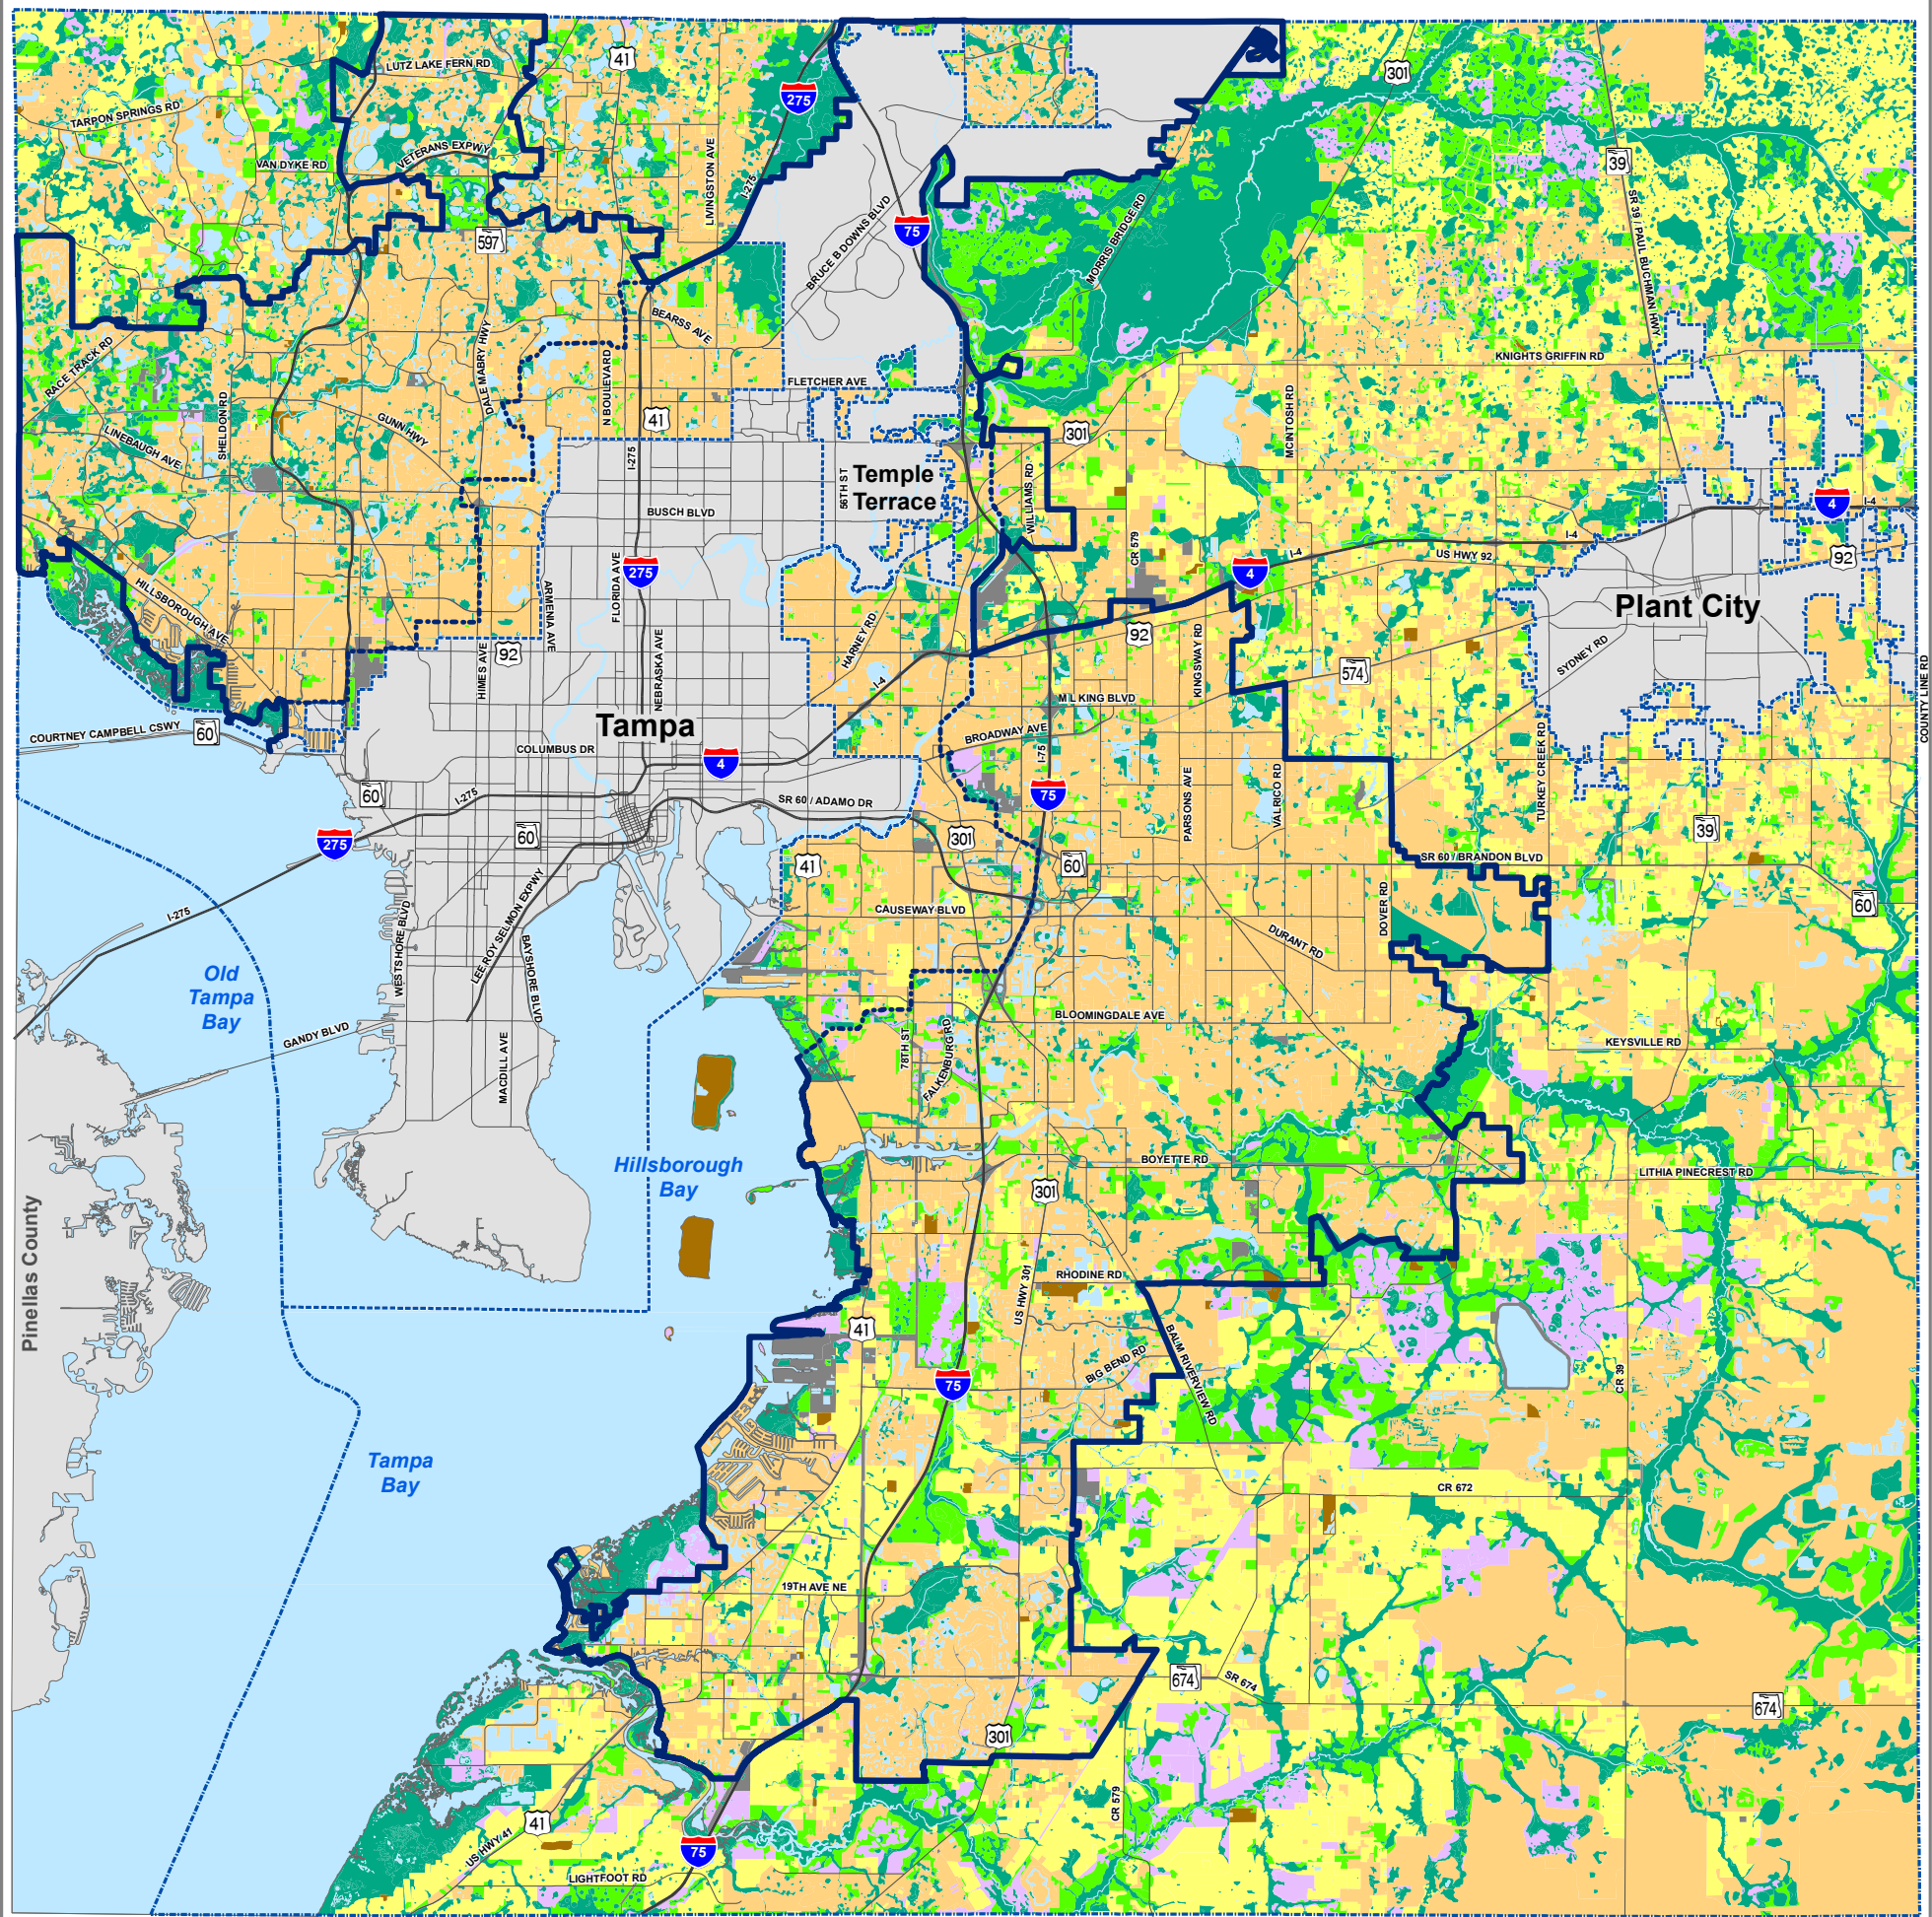 LUTZ LAKE FERN RD
41
275
301
TARPON SPRINGS RD
VAN DYKE RD
VETERANS EXPWY
LIVINGSTON AVE
I-275
39
SR 39 / PAUL BUCHMAN HWY
597
BRUCE B DOWNS BLVD
75
MORRIS BRIDGE RD
RACE TRACK RD
DALE MABRY HWY
BEARSS AVE
N BOULEVARD
KNIGHTS GRIFFIN RD
FLETCHER AVE
SHELDON RD
GUNN HWY
LINEBAUGH AVE
41
I-275
301
MCINTOSH RD
56TH ST
Temple
Terrace
WILLIAMS RD
BUSCH BLVD
4
I-4
I-4
US HWY 92
92
CR 579
I-4
4
275
FLORIDA AVE
ARMENIA AVE
HILLSBOROUGH AVE
HARNEY RD
92
Plant City
SYDNEY RD
92
HIMES AVE
NEBRASKA AVE
I-4
KINGSWAY RD
574
COUNTY LINE RD
M L KING BLVD
Tampa
COURTNEY CAMPBELL CSWY
60
COLUMBUS DR
4
BROADWAY AVE
I-75
TURKEY CREEK RD
60
I-275
SR 60 / ADAMO DR
75
PARSONS AVE
VALRICO RD
275
60
301
39
41
60
SR 60 / BRANDON BLVD
LEE ROY SELMON EXPWY
WESTSHORE BLVD
BAYSHORE BLVD
I-275
CAUSEWAY BLVD
DOVER RD
60
DURANT RD
Old
Tampa
Bay
GANDY BLVD
MACDILL AVE
BLOOMINGDALE AVE
78TH ST
FALKENBURG RD
KEYSVILLE RD
Hillsborough
Bay
BOYETTE RD
LITHIA PINECREST RD
301
Pinellas County
RHODINE RD
US HWY 301
41
BALM RIVERVIEW RD
BIG BEND RD
75
CR 39
Tampa
Bay
CR 672
19TH AVE NE
674
SR 674
674
301
CR 579
41
US HWY 41
75
LIGHTFOOT RD